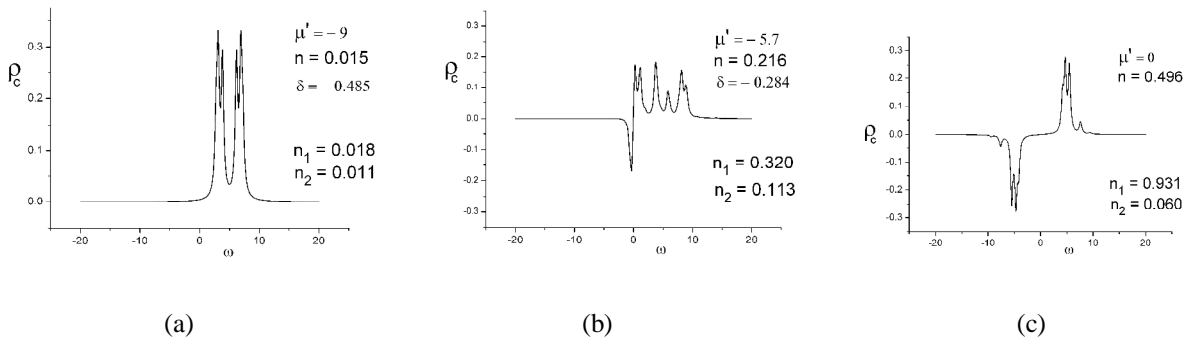 μ' = − 9
n = 0.015
δ = 0.485
n1 = 0.018
n2 = 0.011
ρc
0.3
0.2
0.1
0.0
-20
0
10
20
ω
(a)
μ' = − 5.7
n = 0.216
δ = − 0.284
n1 = 0.320
n2 = 0.113
ρc
0.3
0.2
0.1
0.0
-0.1
-0.2
-0.3
-20
-10
0
10
20
ω
(b)
μ' = 0
n = 0.496
n1 = 0.931
n2 = 0.060
ρc
0.3
0.2
0.1
0.0
-0.1
-0.2
-0.3
-20
-10
0
10
20
ω
(c)